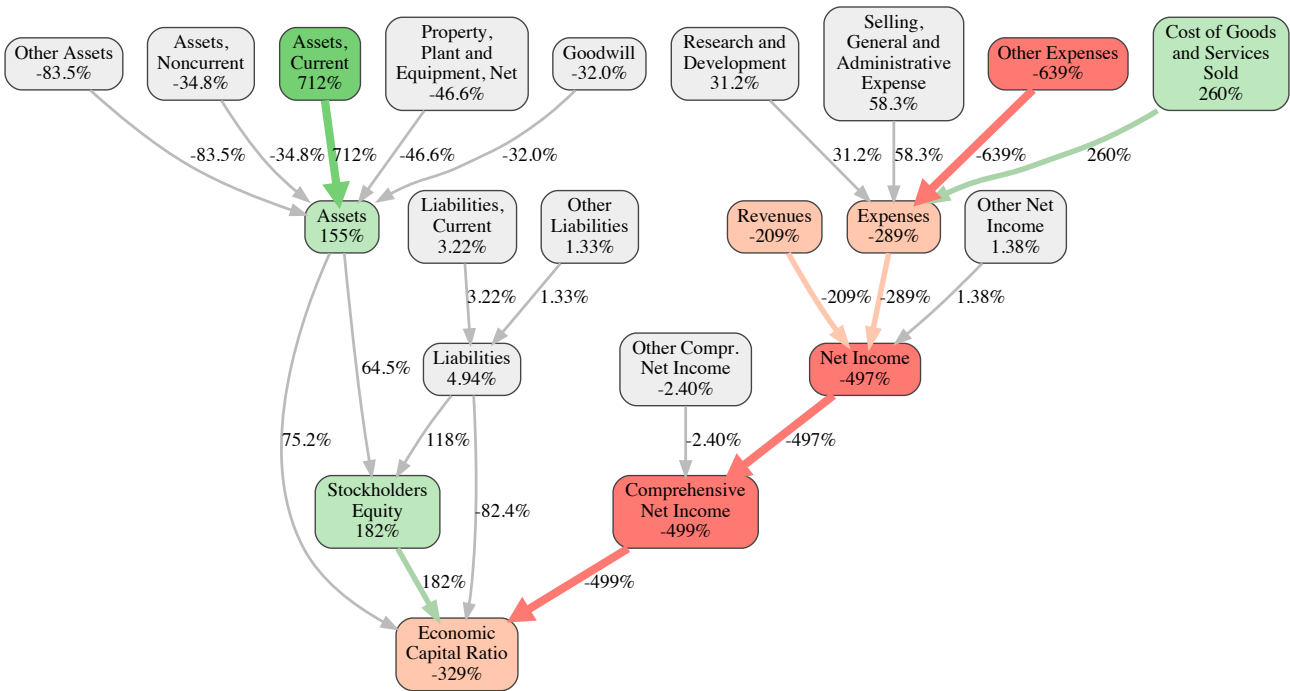 Other Assets
-83.5%
Assets,
Noncurrent
-34.8%
Assets,
Current
712%
Property,
Plant and
Equipment, Net
-46.6%
Goodwill
-32.0%
Research and
Development
31.2%
Selling,
General and
Administrative
Expense
58.3%
Other Expenses
-639%
Cost of Goods
and Services
Sold
260%
-83.5%
-34.8%
712%
-46.6%
-32.0%
31.2%
58.3%
-639%
260%
Assets
155%
Liabilities,
Current
3.22%
Other
Liabilities
1.33%
Revenues
-209%
Expenses
-289%
Other Net
Income
1.38%
3.22%
1.33%
-209%
-289%
1.38%
64.5%
Liabilities
4.94%
Other Compr.
Net Income
-2.40%
Net Income
-497%
75.2%
118%
-2.40%
-497%
Stockholders
Equity
182%
-82.4%
Comprehensive
Net Income
-499%
182%
-499%
Economic
Capital Ratio
-329%